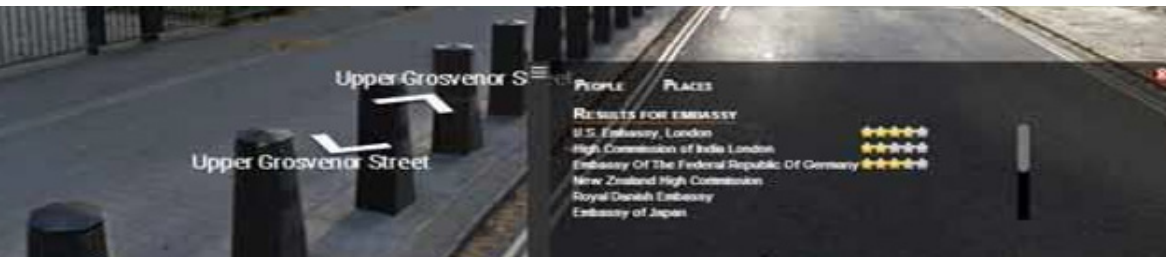 Upper Grosvenor Street
Upper Grosvenor Street
PEOPLE PLACES
RESULTS FOR EMBASSY
U.S. Embassy, London
High Commission of India London
Embassy Of The Federal Republic Of Germany
New Zealand High Commission
Royal Danish Embassy
Embassy of Japan